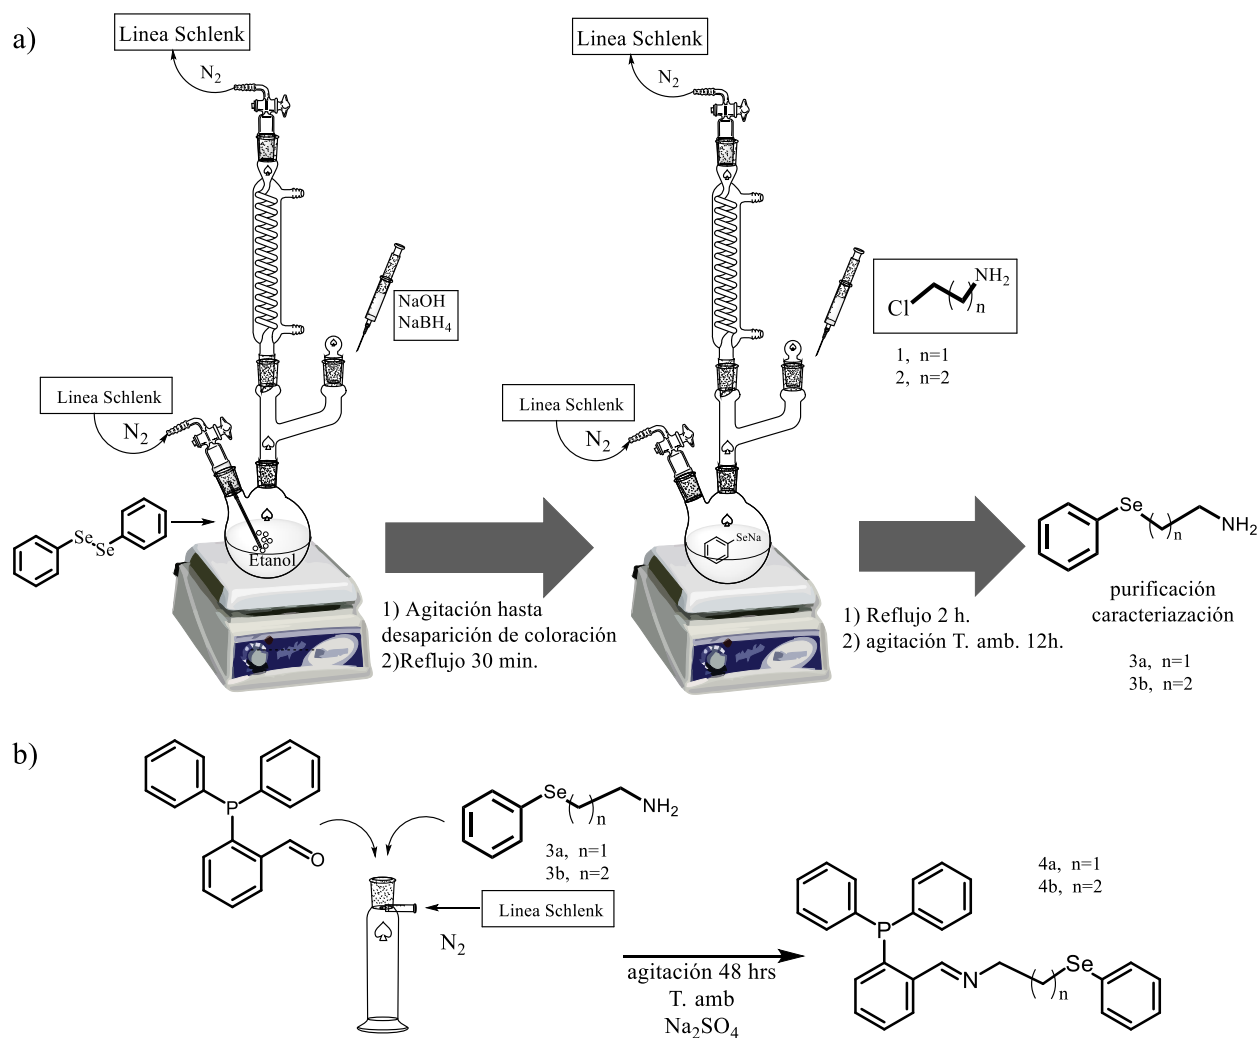 a)
Linea Schlenk
N₂
NaOH
NaBH₄
Linea Schlenk
N₂
Se
Se
Etanol
1) Agitación hasta
desaparición de coloración
2)Reflujo 30 min.
Linea Schlenk
N₂
Cl
NH₂
n
1, n=1
2, n=2
Linea Schlenk
N₂
SeNa
1) Reflujo 2 h.
2) agitación T. amb. 12h.
Se
n
NH₂
purificación
caracteriazación
3a, n=1
3b, n=2
b)
P
O
Se
n
NH₂
3a, n=1
3b, n=2
Linea Schlenk
N₂
agitación 48 hrs
T. amb
Na₂SO₄
4a, n=1
4b, n=2
P
N
n
Se